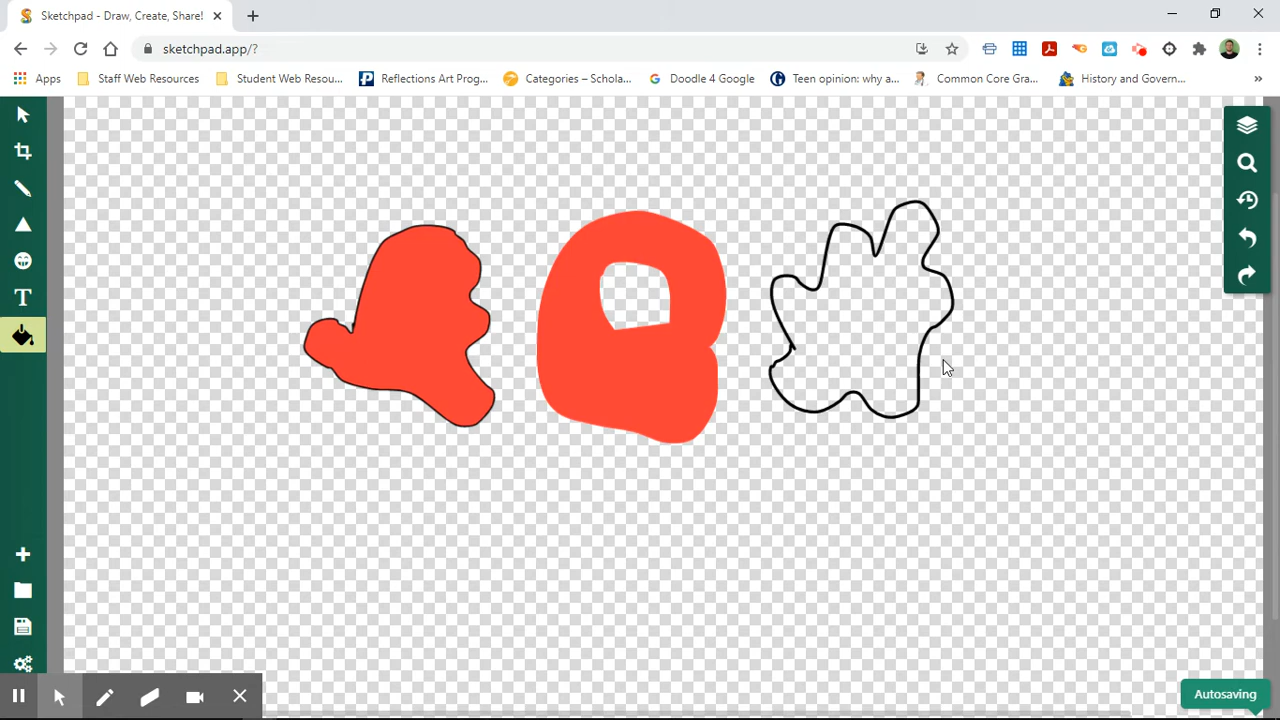 Sketchpad - Draw, Create, Share!
sketchpad.app/?
Apps Staff Web Resources Student Web Resou... Reflections Art Prog... Categories – Schola... Doodle 4 Google Teen opinion: why a... Common Core Gra... History and Govern... »
T
Autosaving